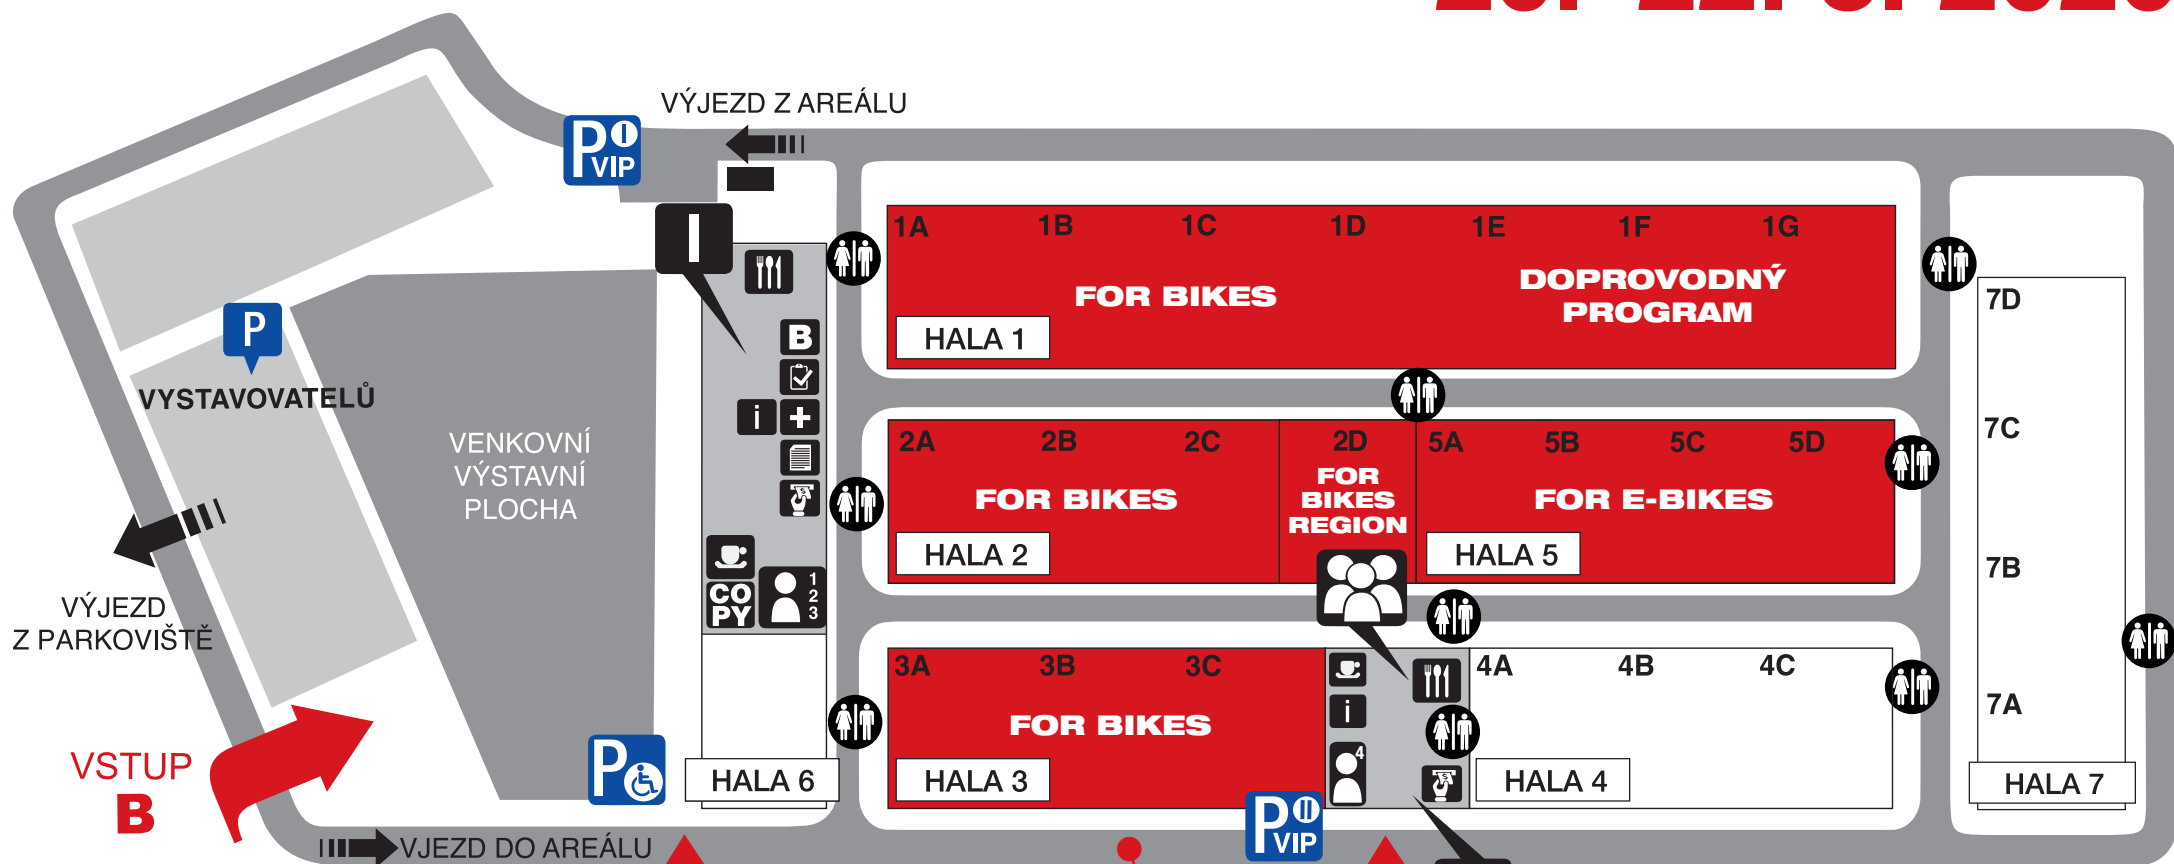 VÝJEZD Z AREÁLU
P I
VIP
I
1A 1B 1C 1D 1E 1F 1G
FOR BIKES
DOPROVODNÝ
PROGRAM
HALA 1
7D
7C
7B
7A
HALA 7
P
VYSTAVOVATELŮ
VENKOVNÍ
VÝSTAVNÍ
PLOCHA
B
i
CO
PY
1
2
3
HALA 6
2A 2B 2C 2D
FOR BIKES
FOR
BIKES
REGION
HALA 2
5A 5B 5C 5D
FOR E-BIKES
HALA 5
VÝJEZD
Z PARKOVIŠTĚ
3A 3B 3C
FOR BIKES
HALA 3
i
4
4A 4B 4C
HALA 4
P
VSTUP
B
P II
VIP
VJEZD DO AREÁLU